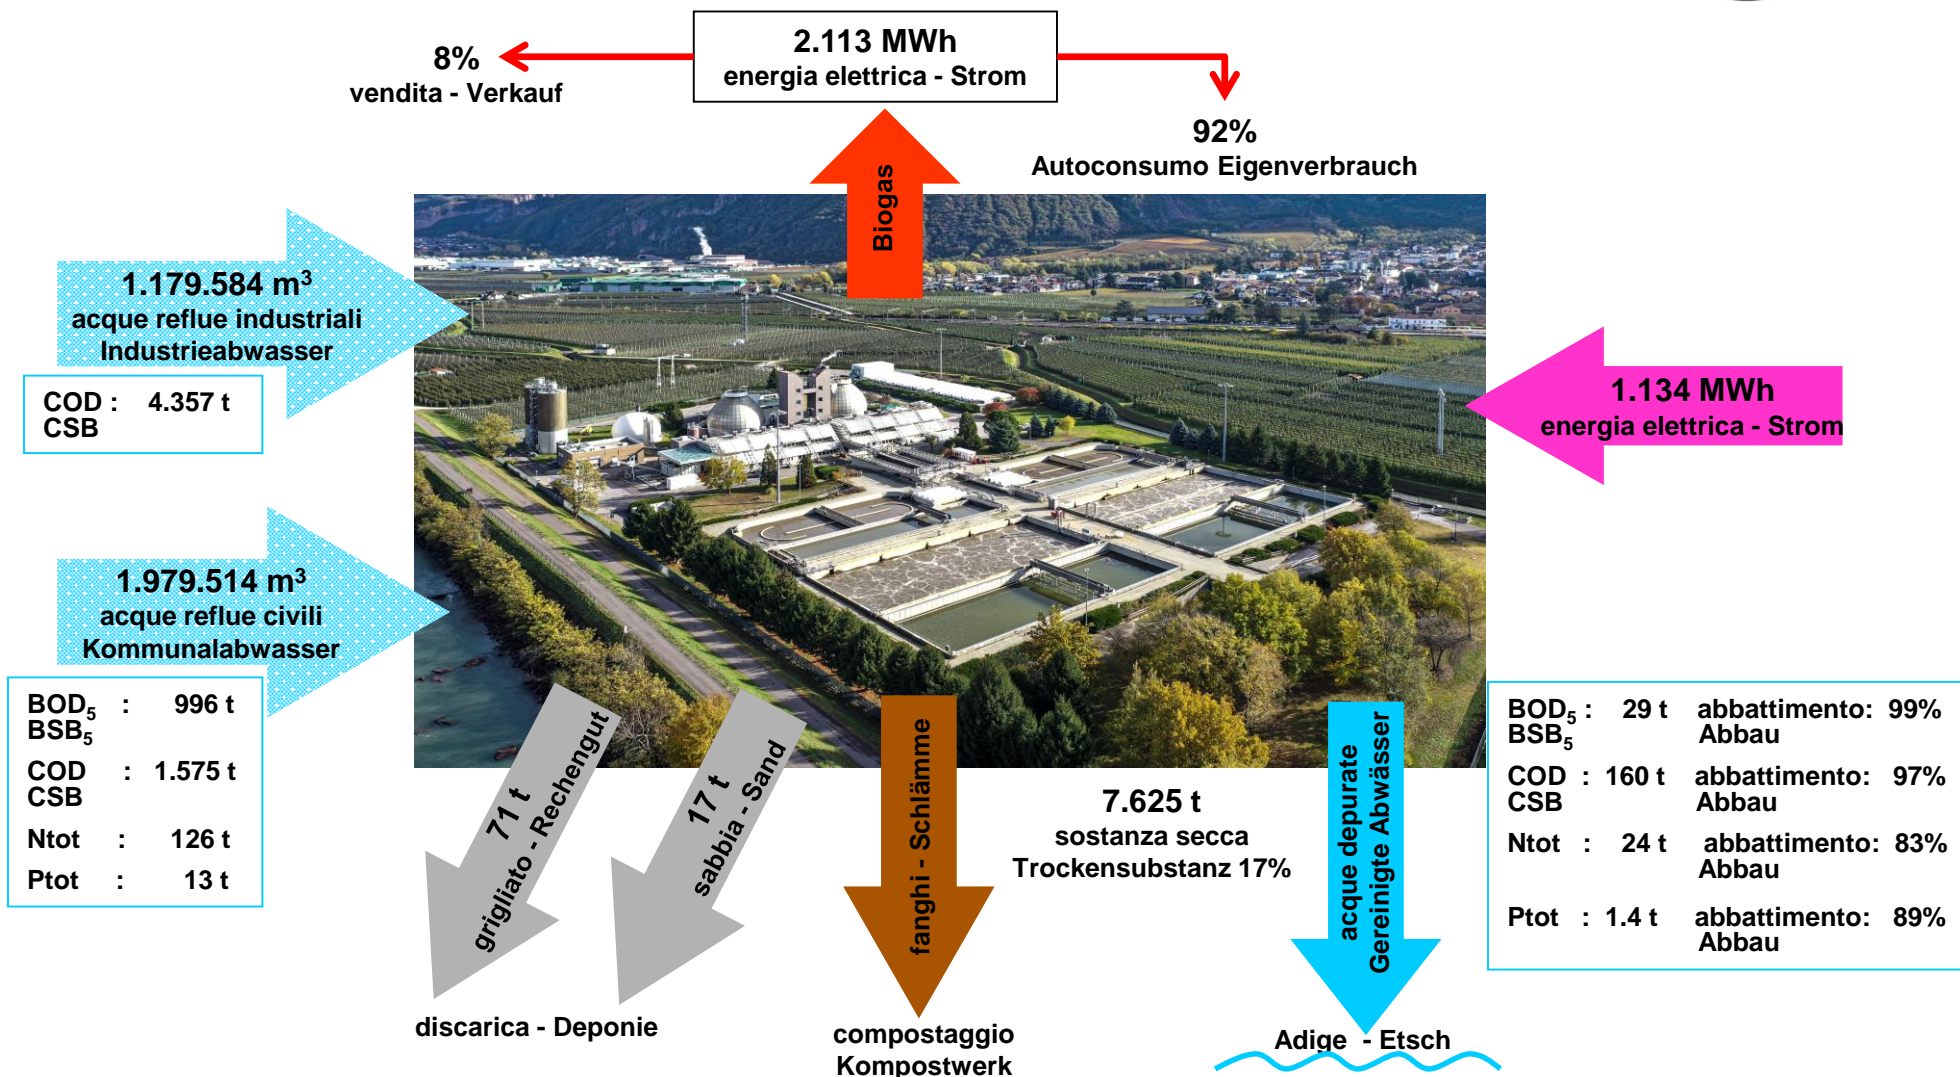 2.113 MWh
energia elettrica - Strom
8%
vendita - Verkauf
92%
Autoconsumo Eigenverbrauch
Biogas
1.179.584 m³
acque reflue industriali
Industrieabwasser
COD : 4.357 t
CSB
1.134 MWh
energia elettrica - Strom
1.979.514 m³
acque reflue civili
Kommunalabwasser
BOD₅ : 996 t
BSB₅
COD : 1.575 t
CSB
Ntot : 126 t
Ptot : 13 t
71 t
grigliato - Rechengut
17 t
sabbia - Sand
discarica - Deponie
fanghi - Schlämme
7.625 t
sostanza secca
Trockensubstanz 17%
compostaggio
Kompostwerk
acque depurate
Gereinigte Abwässer
Adige - Etsch
BOD₅ : 29 t abbattimento: 99%
BSB₅ Abbau
COD : 160 t abbattimento: 97%
CSB Abbau
Ntot : 24 t abbattimento: 83%
Abbau
Ptot : 1.4 t abbattimento: 89%
Abbau